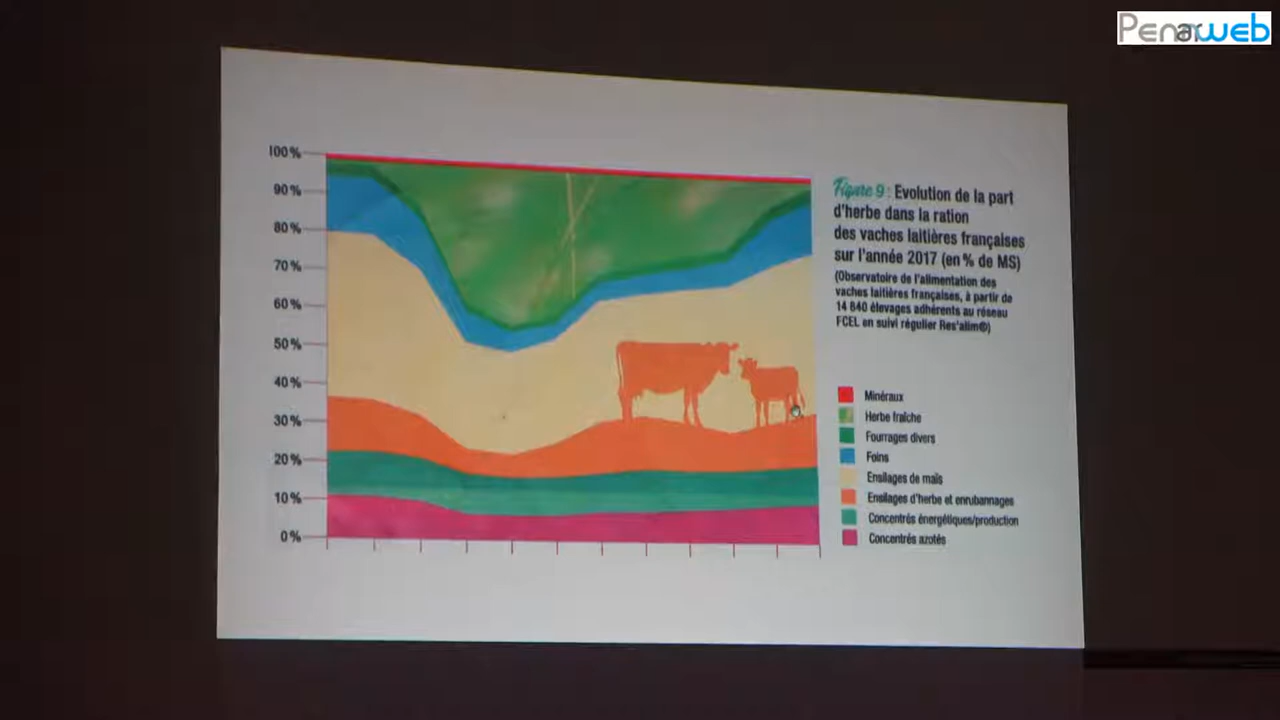 Penarweb
100%
90%
80%
70%
60%
50%
40%
30%
20%
10%
0%
Figure 9 : Evolution de la part
d'herbe dans la ration
des vaches laitières françaises
sur l'année 2017 (en % de MS)
(Observatoire de l'alimentation des
vaches laitières françaises, à partir de
14 640 élevages adhérents au réseau
FCEL en suivi régulier Res'alim®)
Minéraux
Herbe fraîche
Fourrages divers
Foins
Ensilages de maïs
Ensilages d'herbe et enrubannages
Concentrés énergétiques/production
Concentrés azotés